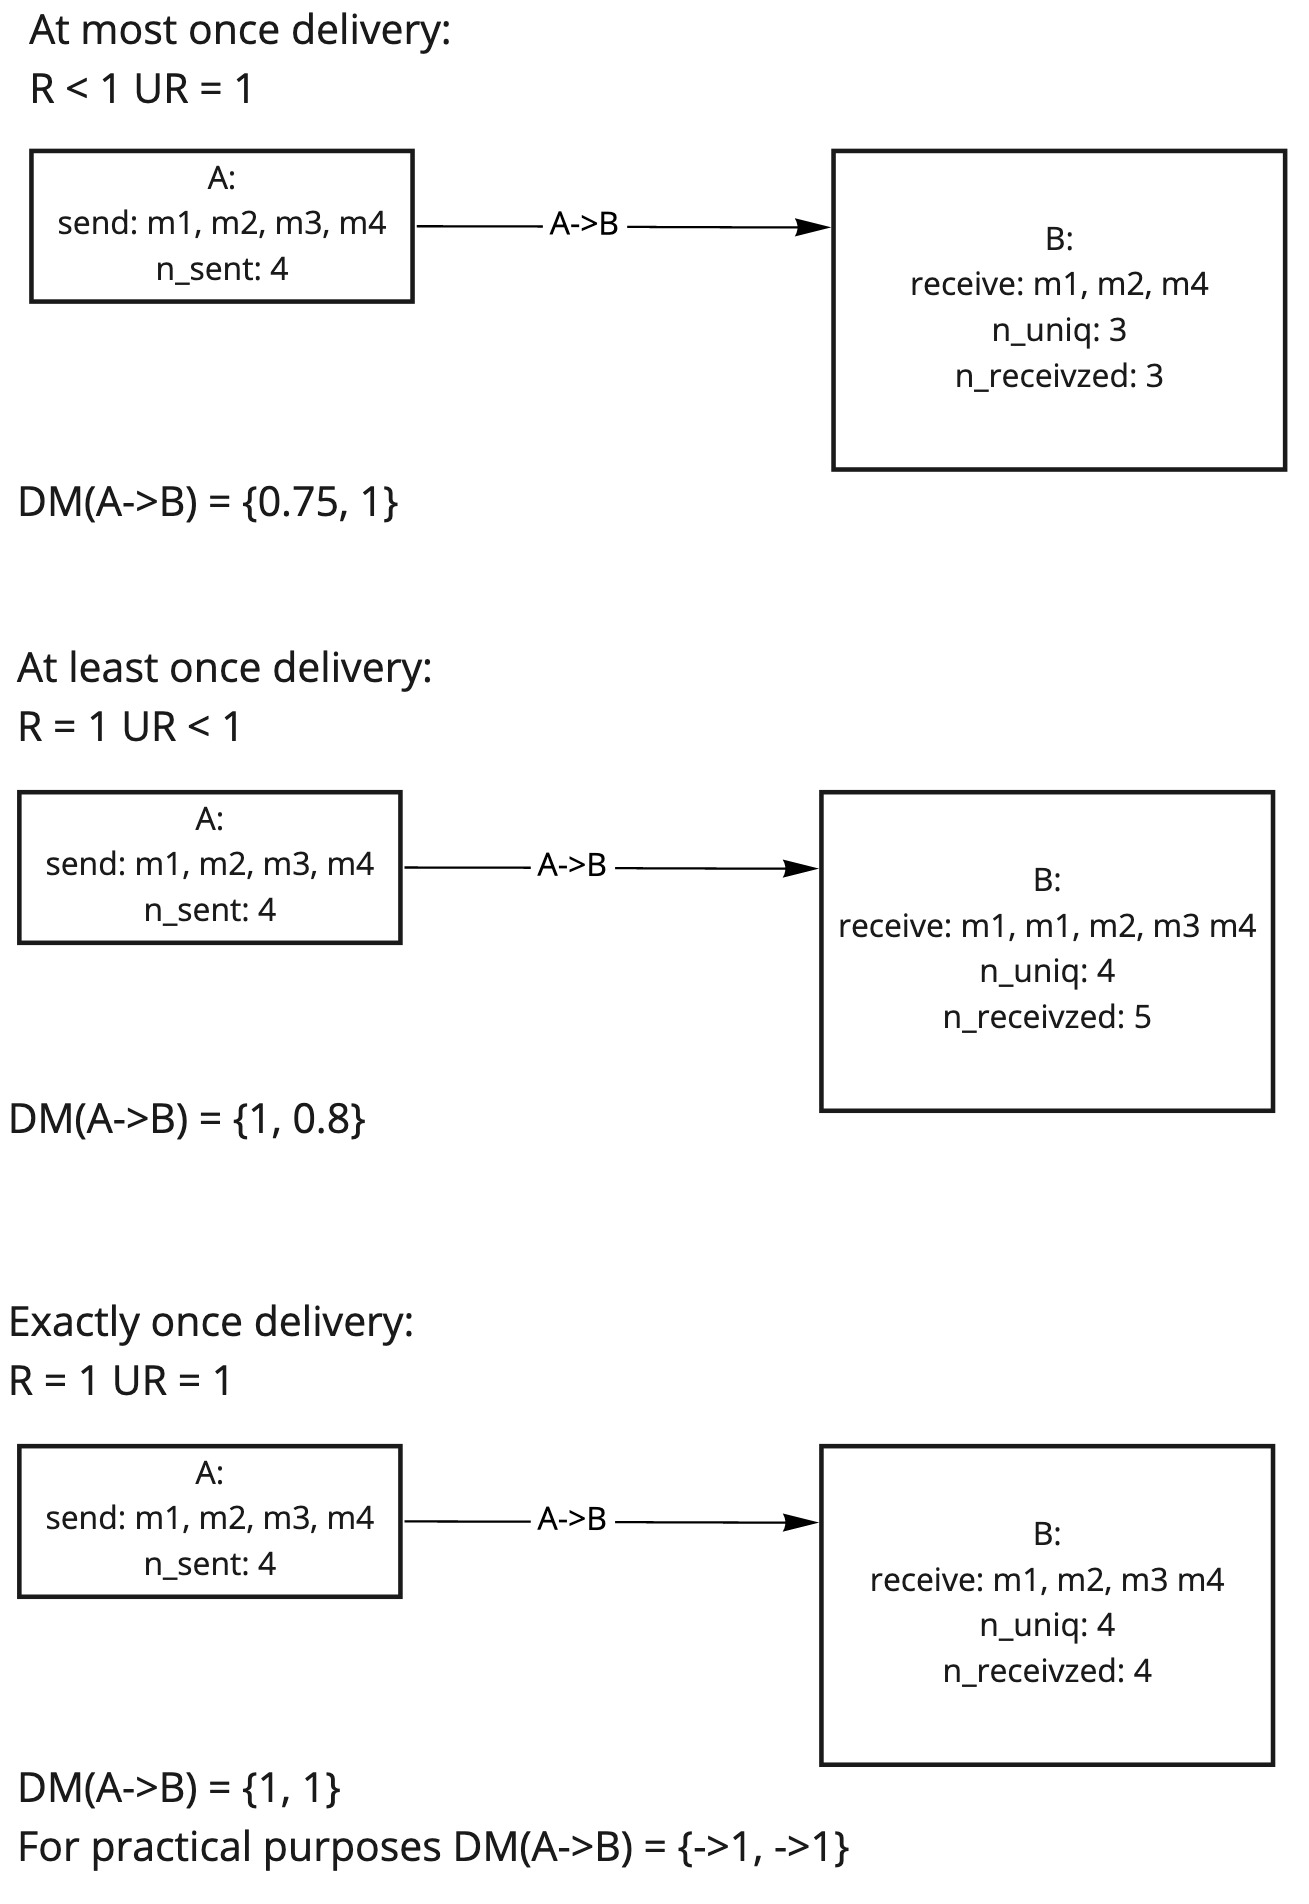 At most once delivery:
R < 1 UR = 1
A:
send: m1, m2, m3, m4
n_sent: 4
A->B
B:
receive: m1, m2, m4
n_uniq: 3
n_receivzed: 3
DM(A->B) = {0.75, 1}
At least once delivery:
R = 1 UR < 1
A:
send: m1, m2, m3, m4
n_sent: 4
A->B
B:
receive: m1, m1, m2, m3 m4
n_uniq: 4
n_receivzed: 5
DM(A->B) = {1, 0.8}
Exactly once delivery:
R = 1 UR = 1
A:
send: m1, m2, m3, m4
n_sent: 4
A->B
B:
receive: m1, m2, m3 m4
n_uniq: 4
n_receivzed: 4
DM(A->B) = {1, 1}
For practical purposes DM(A->B) = {->1, ->1}